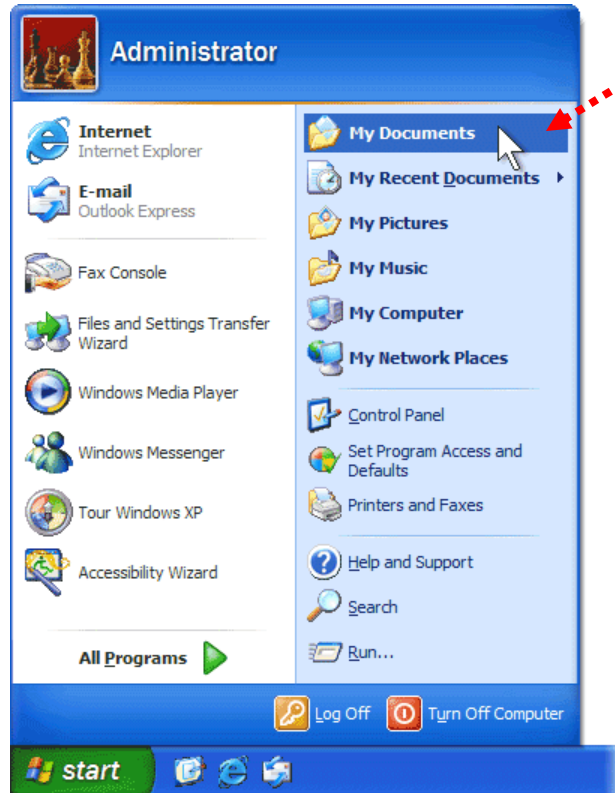 Administrator
Internet
Internet Explorer
E-mail
Outlook Express
Fax Console
Files and Settings Transfer
Wizard
Windows Media Player
Windows Messenger
Tour Windows XP
Accessibility Wizard
All Programs
My Documents
My Recent Documents
My Pictures
My Music
My Computer
My Network Places
Control Panel
Set Program Access and
Defaults
Printers and Faxes
Help and Support
Search
Run...
Log Off
Turn Off Computer
start